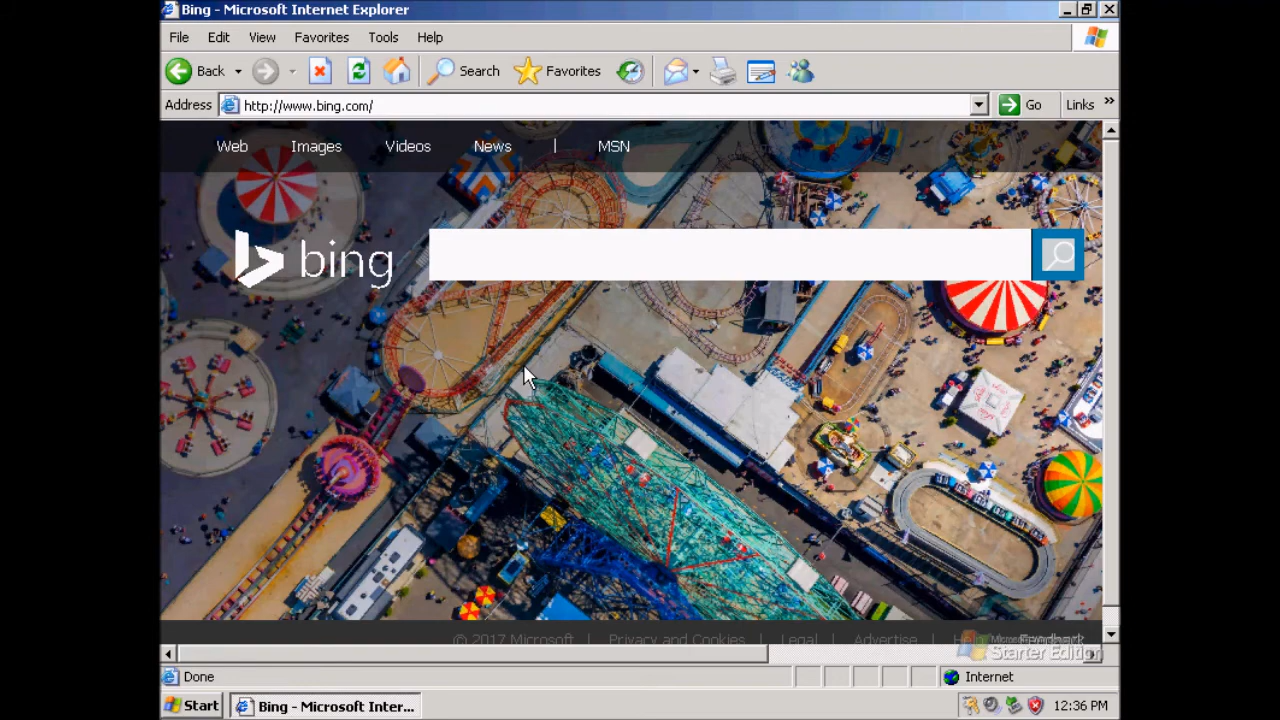 Bing - Microsoft Internet Explorer
File Edit View Favorites Tools Help
Back Search Favorites
Address http://www.bing.com/ Go Links »
Web Images Videos News | MSN
bing
© 2017 Microsoft | Privacy and Cookies | Legal | Advertise | Help Feedback
Starter Edition
Done Internet
Start Bing - Microsoft Inter... 12:36 PM